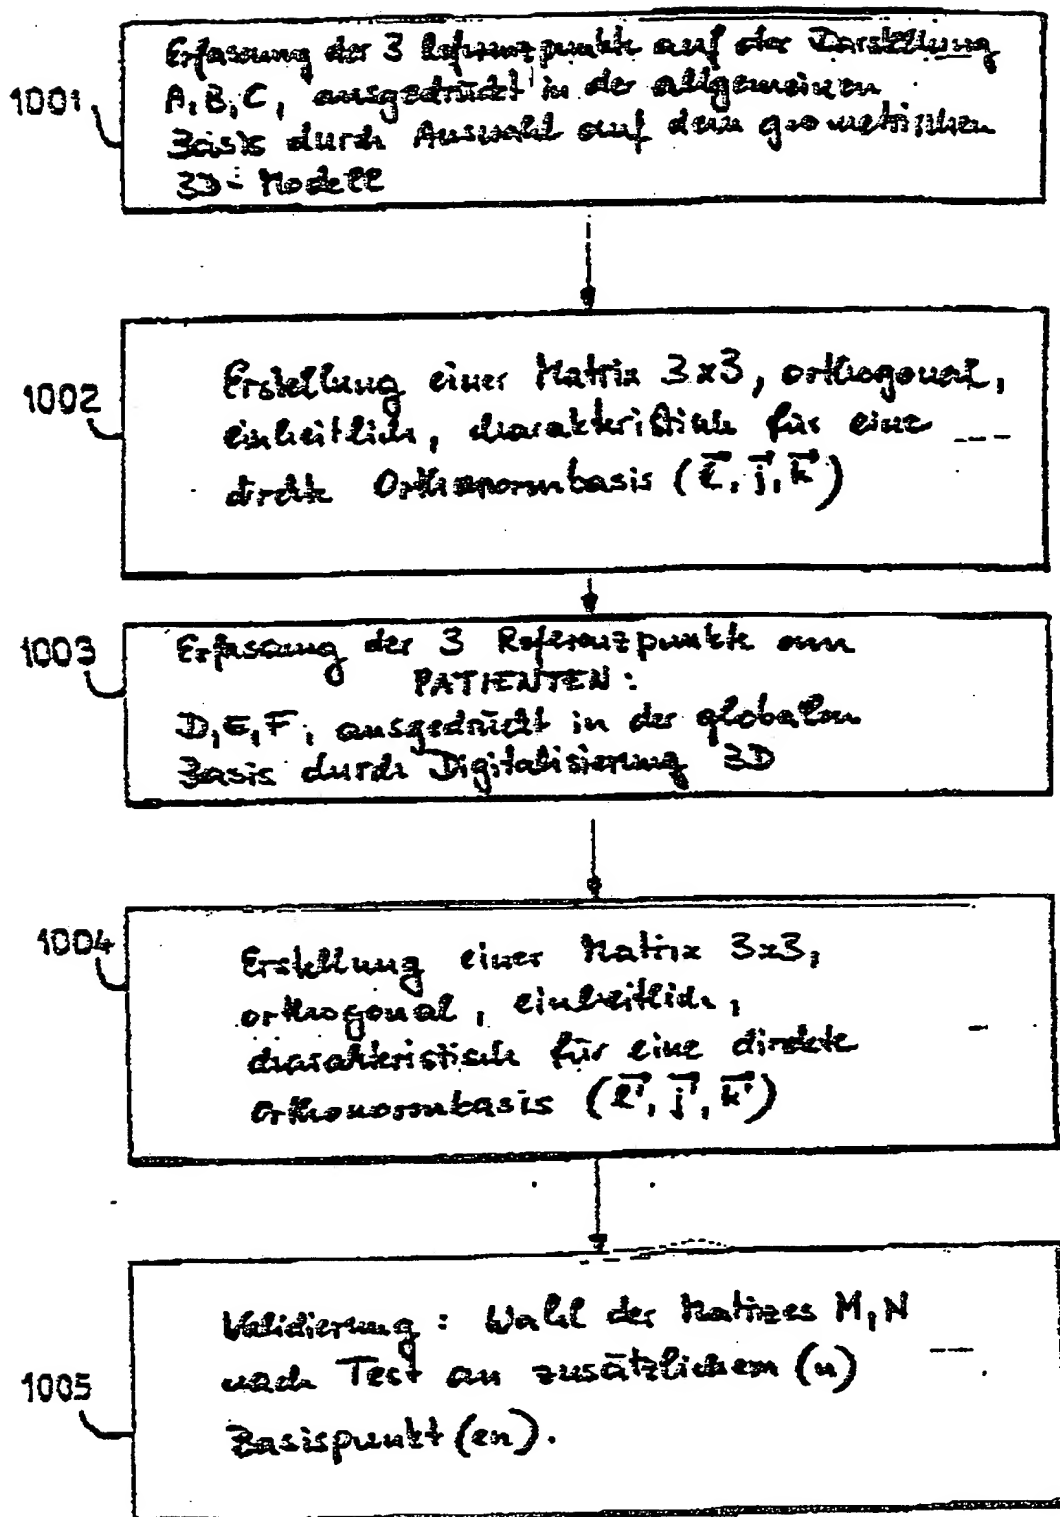 1001
Erfassung der 3 Referenzpunkte auf der Darstellung
A, B, C, ausgedrückt in der allgemeinen
Basis durch Auswahl auf dem geometrischen
3D-Modell
1002
Erstellung einer Matrix 3x3, orthogonal,
einheitlich, charakteristisch für eine
direkte Orthonormbasis (i⃗, j⃗, k⃗)
1003
Erfassung der 3 Referenzpunkte am
PATIENTEN:
D, E, F, ausgedrückt in der globalen
Basis durch Digitalisierung 3D
1004
Erstellung einer Matrix 3x3,
orthogonal, einheitlich,
charakteristisch für eine direkte
Orthonormbasis (i⃗', j⃗', k⃗')
1005
Validierung: Wahl der Matrizes M, N
nach Test an zusätzlichem (n)
Basispunkt (en).